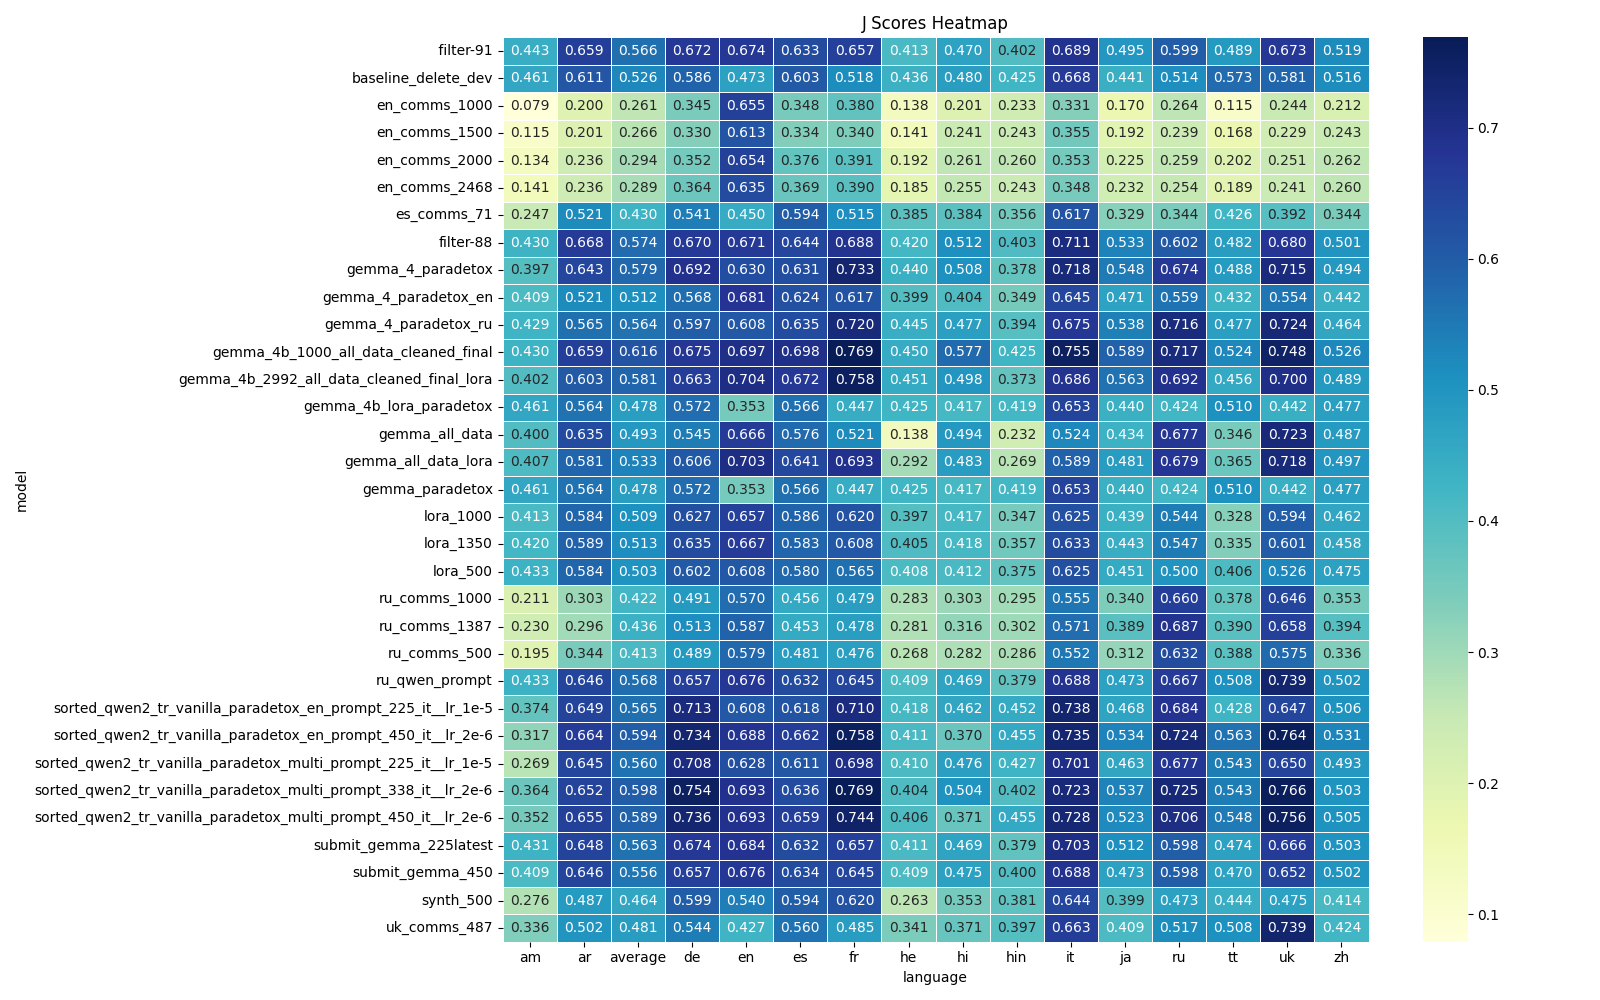 J Scores Heatmap
filter-91 0.443 0.659 0.566 0.672 0.674 0.633 0.657 0.413 0.470 0.402 0.689 0.495 0.599 0.489 0.673 0.519
baseline_delete_dev 0.461 0.611 0.526 0.586 0.473 0.603 0.518 0.436 0.480 0.425 0.668 0.441 0.514 0.573 0.581 0.516
en_comms_1000 0.079 0.200 0.261 0.345 0.655 0.348 0.380 0.138 0.201 0.233 0.331 0.170 0.264 0.115 0.244 0.212
en_comms_1500 0.115 0.201 0.266 0.330 0.613 0.334 0.340 0.141 0.241 0.243 0.355 0.192 0.239 0.168 0.229 0.243
en_comms_2000 0.134 0.236 0.294 0.352 0.654 0.376 0.391 0.192 0.261 0.260 0.353 0.225 0.259 0.202 0.251 0.262
en_comms_2468 0.141 0.236 0.289 0.364 0.635 0.369 0.390 0.185 0.255 0.243 0.348 0.232 0.254 0.189 0.241 0.260
es_comms_71 0.247 0.521 0.430 0.541 0.450 0.594 0.515 0.385 0.384 0.356 0.617 0.329 0.344 0.426 0.392 0.344
filter-88 0.430 0.668 0.574 0.670 0.671 0.644 0.688 0.420 0.512 0.403 0.711 0.533 0.602 0.482 0.680 0.501
gemma_4_paradetox 0.397 0.643 0.579 0.692 0.630 0.631 0.733 0.440 0.508 0.378 0.718 0.548 0.674 0.488 0.715 0.494
gemma_4_paradetox_en 0.409 0.521 0.512 0.568 0.681 0.624 0.617 0.399 0.404 0.349 0.645 0.471 0.559 0.432 0.554 0.442
gemma_4_paradetox_ru 0.429 0.565 0.564 0.597 0.608 0.635 0.720 0.445 0.477 0.394 0.675 0.538 0.716 0.477 0.724 0.464
gemma_4b_1000_all_data_cleaned_final 0.430 0.659 0.616 0.675 0.697 0.698 0.769 0.450 0.577 0.425 0.755 0.589 0.717 0.524 0.748 0.526
gemma_4b_2992_all_data_cleaned_final_lora 0.402 0.603 0.581 0.663 0.704 0.672 0.758 0.451 0.498 0.373 0.686 0.563 0.692 0.456 0.700 0.489
gemma_4b_lora_paradetox 0.461 0.564 0.478 0.572 0.353 0.566 0.447 0.425 0.417 0.419 0.653 0.440 0.424 0.510 0.442 0.477
gemma_all_data 0.400 0.635 0.493 0.545 0.666 0.576 0.521 0.138 0.494 0.232 0.524 0.434 0.677 0.346 0.723 0.487
gemma_all_data_lora 0.407 0.581 0.533 0.606 0.703 0.641 0.693 0.292 0.483 0.269 0.589 0.481 0.679 0.365 0.718 0.497
gemma_paradetox 0.461 0.564 0.478 0.572 0.353 0.566 0.447 0.425 0.417 0.419 0.653 0.440 0.424 0.510 0.442 0.477
lora_1000 0.413 0.584 0.509 0.627 0.657 0.586 0.620 0.397 0.417 0.347 0.625 0.439 0.544 0.328 0.594 0.462
lora_1350 0.420 0.589 0.513 0.635 0.667 0.583 0.608 0.405 0.418 0.357 0.633 0.443 0.547 0.335 0.601 0.458
lora_500 0.433 0.584 0.503 0.602 0.608 0.580 0.565 0.408 0.412 0.375 0.625 0.451 0.500 0.406 0.526 0.475
ru_comms_1000 0.211 0.303 0.422 0.491 0.570 0.456 0.479 0.283 0.303 0.295 0.555 0.340 0.660 0.378 0.646 0.353
ru_comms_1387 0.230 0.296 0.436 0.513 0.587 0.453 0.478 0.281 0.316 0.302 0.571 0.389 0.687 0.390 0.658 0.394
ru_comms_500 0.195 0.344 0.413 0.489 0.579 0.481 0.476 0.268 0.282 0.286 0.552 0.312 0.632 0.388 0.575 0.336
ru_qwen_prompt 0.433 0.646 0.568 0.657 0.676 0.632 0.645 0.409 0.469 0.379 0.688 0.473 0.667 0.508 0.739 0.502
sorted_qwen2_tr_vanilla_paradetox_en_prompt_225_it__lr_1e-5 0.374 0.649 0.565 0.713 0.608 0.618 0.710 0.418 0.462 0.452 0.738 0.468 0.684 0.428 0.647 0.506
sorted_qwen2_tr_vanilla_paradetox_en_prompt_450_it__lr_2e-6 0.317 0.664 0.594 0.734 0.688 0.662 0.758 0.411 0.370 0.455 0.735 0.534 0.724 0.563 0.764 0.531
sorted_qwen2_tr_vanilla_paradetox_multi_prompt_225_it__lr_1e-5 0.269 0.645 0.560 0.708 0.628 0.611 0.698 0.410 0.476 0.427 0.701 0.463 0.677 0.543 0.650 0.493
sorted_qwen2_tr_vanilla_paradetox_multi_prompt_338_it__lr_2e-6 0.364 0.652 0.598 0.754 0.693 0.636 0.769 0.404 0.504 0.402 0.723 0.537 0.725 0.543 0.766 0.503
sorted_qwen2_tr_vanilla_paradetox_multi_prompt_450_it__lr_2e-6 0.352 0.655 0.589 0.736 0.693 0.659 0.744 0.406 0.371 0.455 0.728 0.523 0.706 0.548 0.756 0.505
submit_gemma_225latest 0.431 0.648 0.563 0.674 0.684 0.632 0.657 0.411 0.469 0.379 0.703 0.512 0.598 0.474 0.666 0.503
submit_gemma_450 0.409 0.646 0.556 0.657 0.676 0.634 0.645 0.409 0.475 0.400 0.688 0.473 0.598 0.470 0.652 0.502
synth_500 0.276 0.487 0.464 0.599 0.540 0.594 0.620 0.263 0.353 0.381 0.644 0.399 0.473 0.444 0.475 0.414
uk_comms_487 0.336 0.502 0.481 0.544 0.427 0.560 0.485 0.341 0.371 0.397 0.663 0.409 0.517 0.508 0.739 0.424
am ar average de en es fr he hi hin it ja ru tt uk zh
language
model
0.7
0.6
0.5
0.4
0.3
0.2
0.1